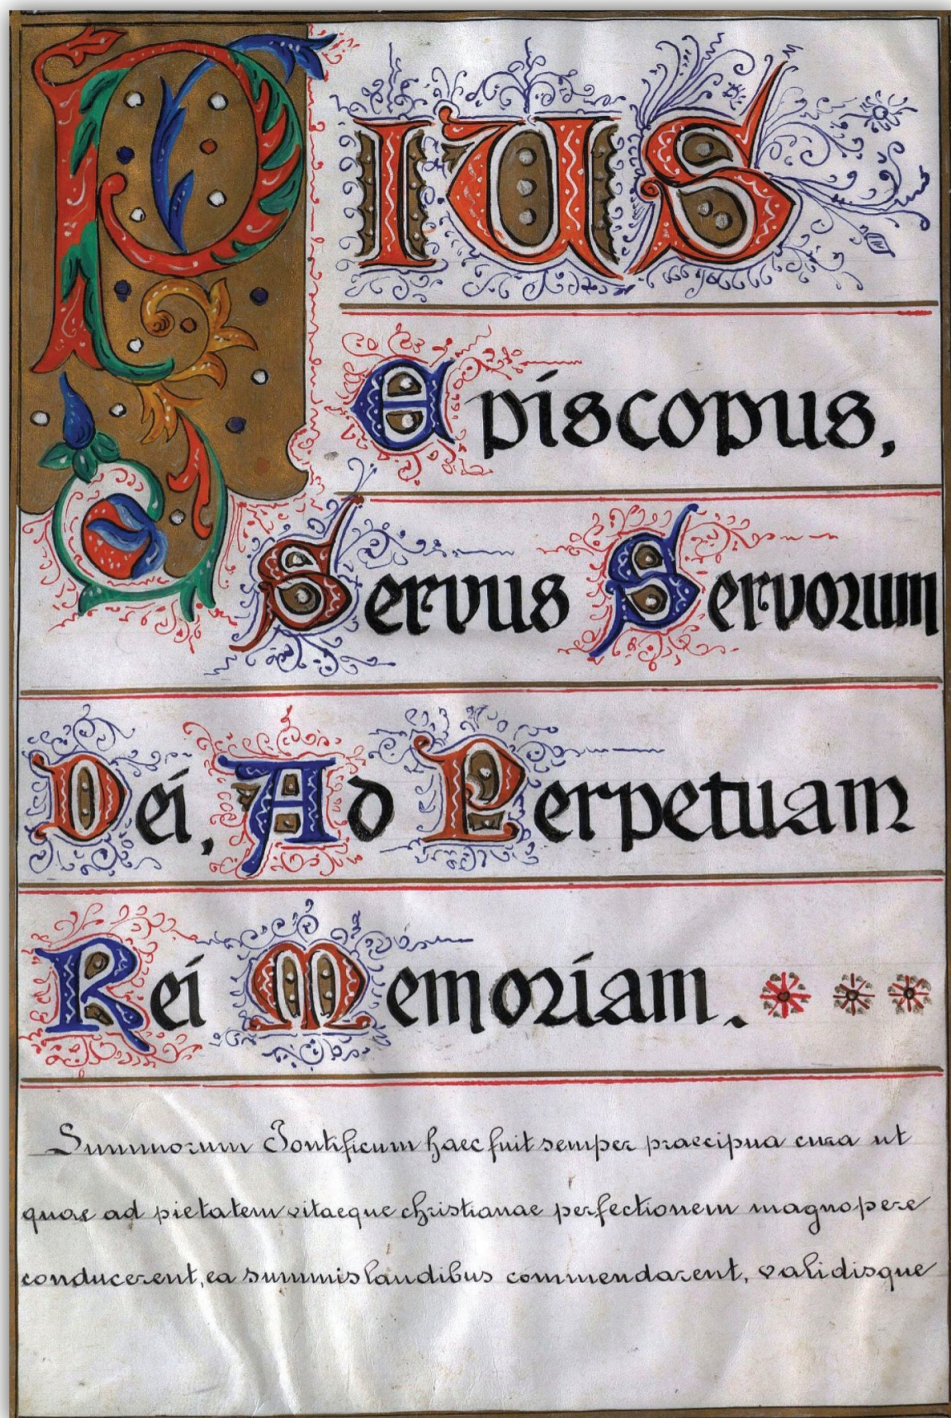 Pius
Episcopus,
Servus Servorum
Dei, Ad Perpetuam
Rei Memoriam.
Summorum Pontificum haec fuit semper praecipua cura ut
quae ad pietatem vitaeque christianae perfectionem magnopere
conducerent, ea summis laudibus commendarent, validisque